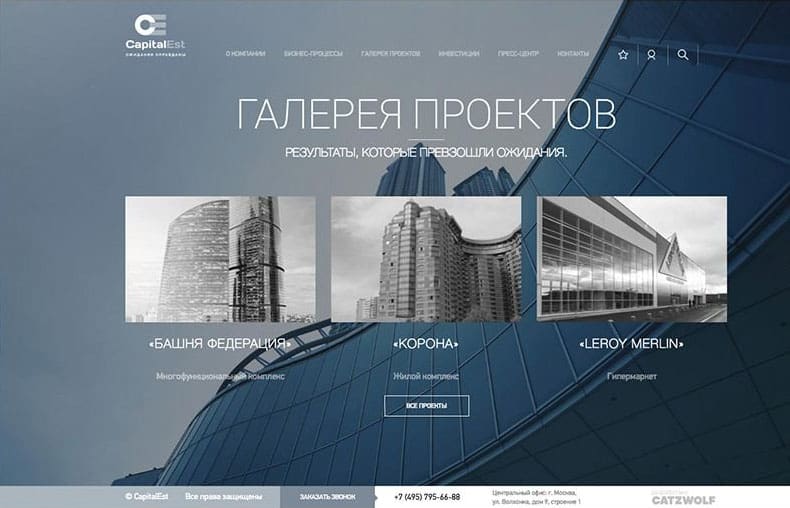 CapitalEst
ОЖИДАНИЯ ОПРАВДАНЫ
О КОМПАНИИ БИЗНЕС-ПРОЦЕССЫ ГАЛЕРЕЯ ПРОЕКТОВ ИНВЕСТИЦИИ ПРЕСС-ЦЕНТР КОНТАКТЫ
ГАЛЕРЕЯ ПРОЕКТОВ
РЕЗУЛЬТАТЫ, КОТОРЫЕ ПРЕВЗОШЛИ ОЖИДАНИЯ.
«БАШНЯ ФЕДЕРАЦИЯ»
Многофункциональный комплекс
«КОРОНА»
Жилой комплекс
«LEROY MERLIN»
Гипермаркет
ВСЕ ПРОЕКТЫ
© CapitalEst Все права защищены
ЗАКАЗАТЬ ЗВОНОК
+7 (495) 795-66-88
Центральный офис: г. Москва,
ул. Волхонка, дом 9, строение 1
CATZWOLF